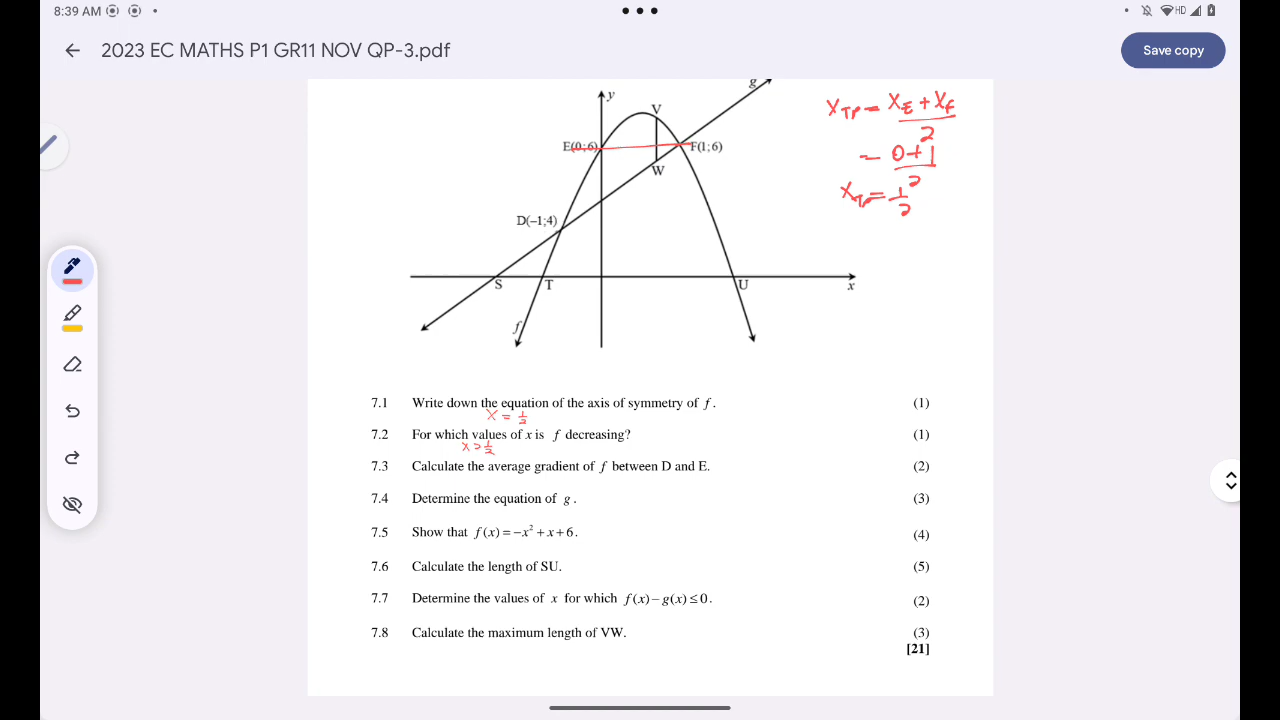 8:39 AM
HD
2023 EC MATHS P1 GR11 NOV QP-3.pdf
Save copy
g
y
V
E(0;6)
F(1;6)
W
D(−1;4)
S
T
U
x
f
X_TP = X_E + X_F / 2
= 0+1 / 2
X_TP = 1/2
7.1 Write down the equation of the axis of symmetry of f. (1)
X = 1/2
7.2 For which values of x is f decreasing? (1)
x > 1/2
7.3 Calculate the average gradient of f between D and E. (2)
7.4 Determine the equation of g. (3)
7.5 Show that f(x) = −x² + x + 6. (4)
7.6 Calculate the length of SU. (5)
7.7 Determine the values of x for which f(x) − g(x) ≤ 0. (2)
7.8 Calculate the maximum length of VW. (3)
[21]